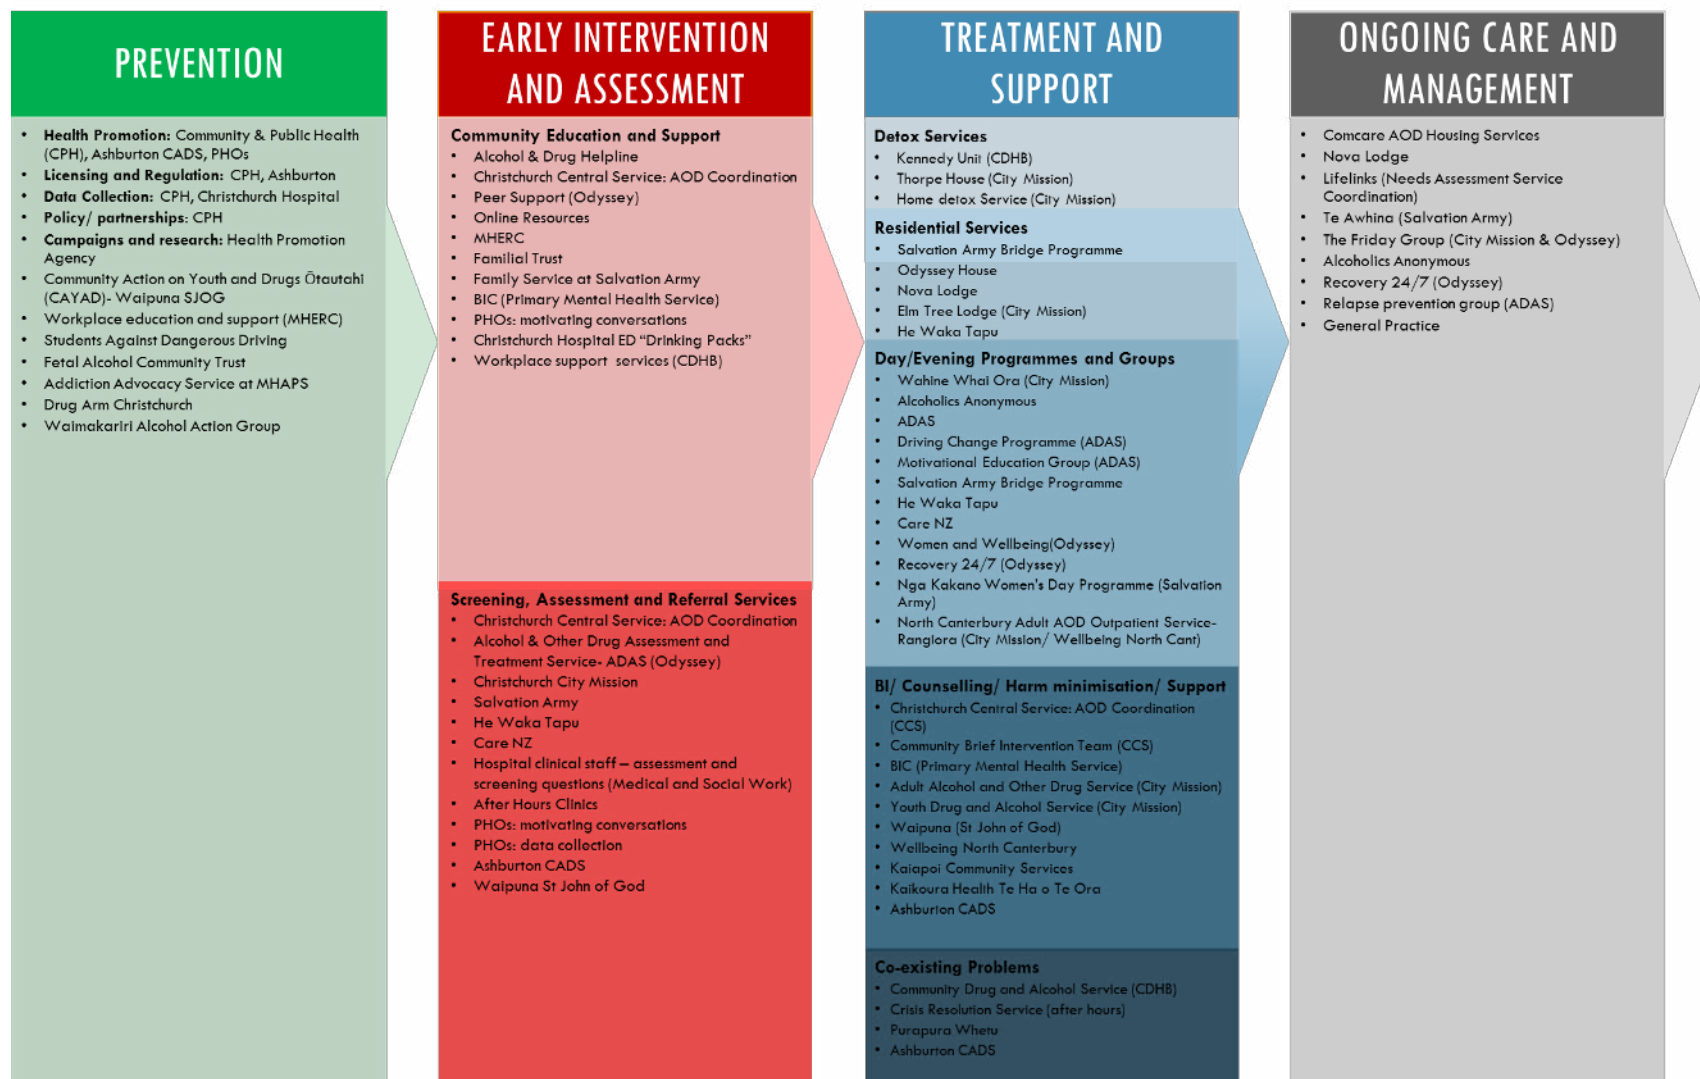 PREVENTION
• Health Promotion: Community & Public Health
(CPH), Ashburton CADS, PHOs
• Licensing and Regulation: CPH, Ashburton
• Data Collection: CPH, Christchurch Hospital
• Policy/ partnerships: CPH
• Campaigns and research: Health Promotion
Agency
• Community Action on Youth and Drugs Ōtautahi
(CAYAD)- Waipuna SJOG
• Workplace education and support (MHERC)
• Students Against Dangerous Driving
• Fetal Alcohol Community Trust
• Addiction Advocacy Service at MHAPS
• Drug Arm Christchurch
• Waimakariri Alcohol Action Group
EARLY INTERVENTION
AND ASSESSMENT
Community Education and Support
• Alcohol & Drug Helpline
• Christchurch Central Service: AOD Coordination
• Peer Support (Odyssey)
• Online Resources
• MHERC
• Familial Trust
• Family Service at Salvation Army
• BIC (Primary Mental Health Service)
• PHOs: motivating conversations
• Christchurch Hospital ED “Drinking Packs”
• Workplace support services (CDHB)
Screening, Assessment and Referral Services
• Christchurch Central Service: AOD Coordination
• Alcohol & Other Drug Assessment and
Treatment Service- ADAS (Odyssey)
• Christchurch City Mission
• Salvation Army
• He Waka Tapu
• Care NZ
• Hospital clinical staff – assessment and
screening questions (Medical and Social Work)
• After Hours Clinics
• PHOs: motivating conversations
• PHOs: data collection
• Ashburton CADS
• Waipuna St John of God
TREATMENT AND
SUPPORT
Detox Services
• Kennedy Unit (CDHB)
• Thorpe House (City Mission)
• Home detox Service (City Mission)
Residential Services
• Salvation Army Bridge Programme
• Odyssey House
• Nova Lodge
• Elm Tree Lodge (City Mission)
• He Waka Tapu
Day/Evening Programmes and Groups
• Wahine Whai Ora (City Mission)
• Alcoholics Anonymous
• ADAS
• Driving Change Programme (ADAS)
• Motivational Education Group (ADAS)
• Salvation Army Bridge Programme
• He Waka Tapu
• Care NZ
• Women and Wellbeing(Odyssey)
• Recovery 24/7 (Odyssey)
• Nga Kakano Women's Day Programme (Salvation
Army)
• North Canterbury Adult AOD Outpatient Service-
Rangiora (City Mission/ Wellbeing North Cant)
BI/ Counselling/ Harm minimisation/ Support
• Christchurch Central Service: AOD Coordination
(CCS)
• Community Brief Intervention Team (CCS)
• BIC (Primary Mental Health Service)
• Adult Alcohol and Other Drug Service (City Mission)
• Youth Drug and Alcohol Service (City Mission)
• Waipuna (St John of God)
• Wellbeing North Canterbury
• Kaiapoi Community Services
• Kaikoura Health Te Ha o Te Ora
• Ashburton CADS
Co-existing Problems
• Community Drug and Alcohol Service (CDHB)
• Crisis Resolution Service (after hours)
• Purapura Whetu
• Ashburton CADS
ONGOING CARE AND
MANAGEMENT
• Comcare AOD Housing Services
• Nova Lodge
• Lifelinks (Needs Assessment Service
Coordination)
• Te Awhina (Salvation Army)
• The Friday Group (City Mission & Odyssey)
• Alcoholics Anonymous
• Recovery 24/7 (Odyssey)
• Relapse prevention group (ADAS)
• General Practice